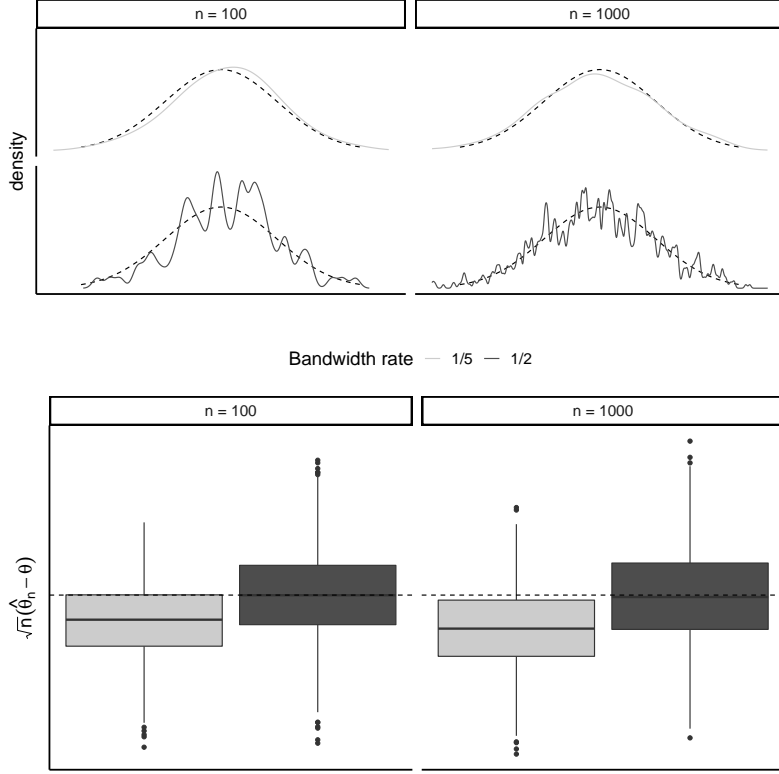 n = 100
n = 1000
density
Bandwidth rate 1/5 1/2
n = 100
n = 1000
√n(θ̂ₙ − θ)